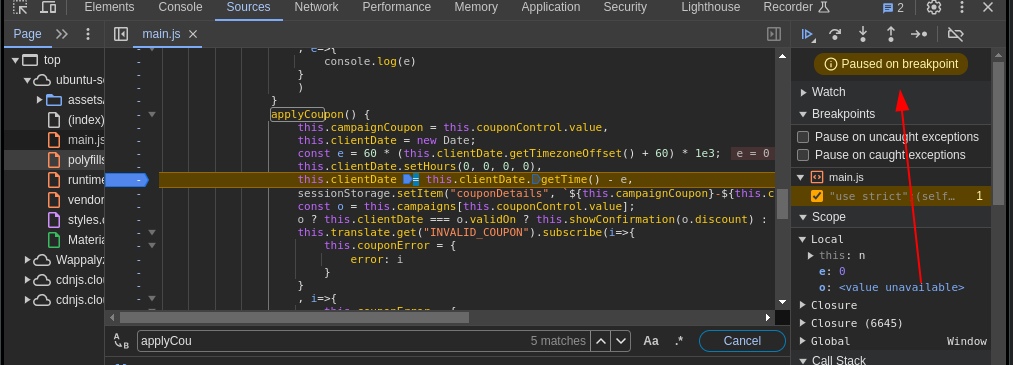 Elements Console Sources Network Performance Memory Application Security Lighthouse Recorder 2
Page
main.js
top
ubuntu-se
assets/
(index)
main.js
polyfills
runtime
vendor
styles.c
Material
Wappalyz
cdnjs.clou
cdnjs.clou
, e=>{
console.log(e)
}
)
}
applyCoupon() {
this.campaignCoupon = this.couponControl.value,
this.clientDate = new Date;
const e = 60 * (this.clientDate.getTimezoneOffset() + 60) * 1e3; e = 0
this.clientDate.setHours(0, 0, 0, 0),
this.clientDate = this.clientDate.getTime() - e,
sessionStorage.setItem("couponDetails", `${this.campaignCoupon}-${this.c
const o = this.campaigns[this.couponControl.value];
o ? this.clientDate === o.validOn ? this.showConfirmation(o.discount) :
this.translate.get("INVALID_COUPON").subscribe(i=>{
this.couponError = {
error: i
}
}
, i=>{
this.couponError = {
applyCou
5 matches
Aa
.*
Cancel
Paused on breakpoint
Watch
Breakpoints
Pause on uncaught exceptions
Pause on caught exceptions
main.js
"use strict";(self… 1
Scope
Local
this: n
e: 0
o: <value unavailable>
Closure
Closure (6645)
Global Window
Call Stack